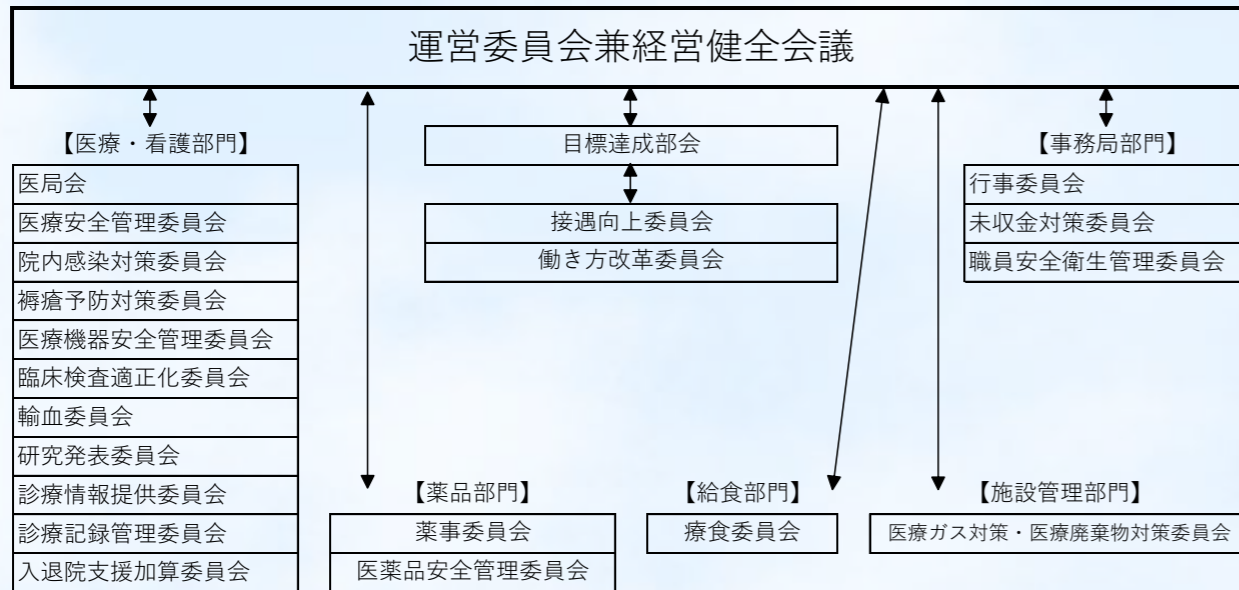 運営委員会兼経営健全会議
【医療・看護部門】
医局会
医療安全管理委員会
院内感染対策委員会
褥瘡予防対策委員会
医療機器安全管理委員会
臨床検査適正化委員会
輸血委員会
研究発表委員会
診療情報提供委員会
診療記録管理委員会
入退院支援加算委員会
目標達成部会
接遇向上委員会
働き方改革委員会
【事務局部門】
行事委員会
未収金対策委員会
職員安全衛生管理委員会
【薬品部門】
薬事委員会
医薬品安全管理委員会
【給食部門】
療食委員会
【施設管理部門】
医療ガス対策・医療廃棄物対策委員会